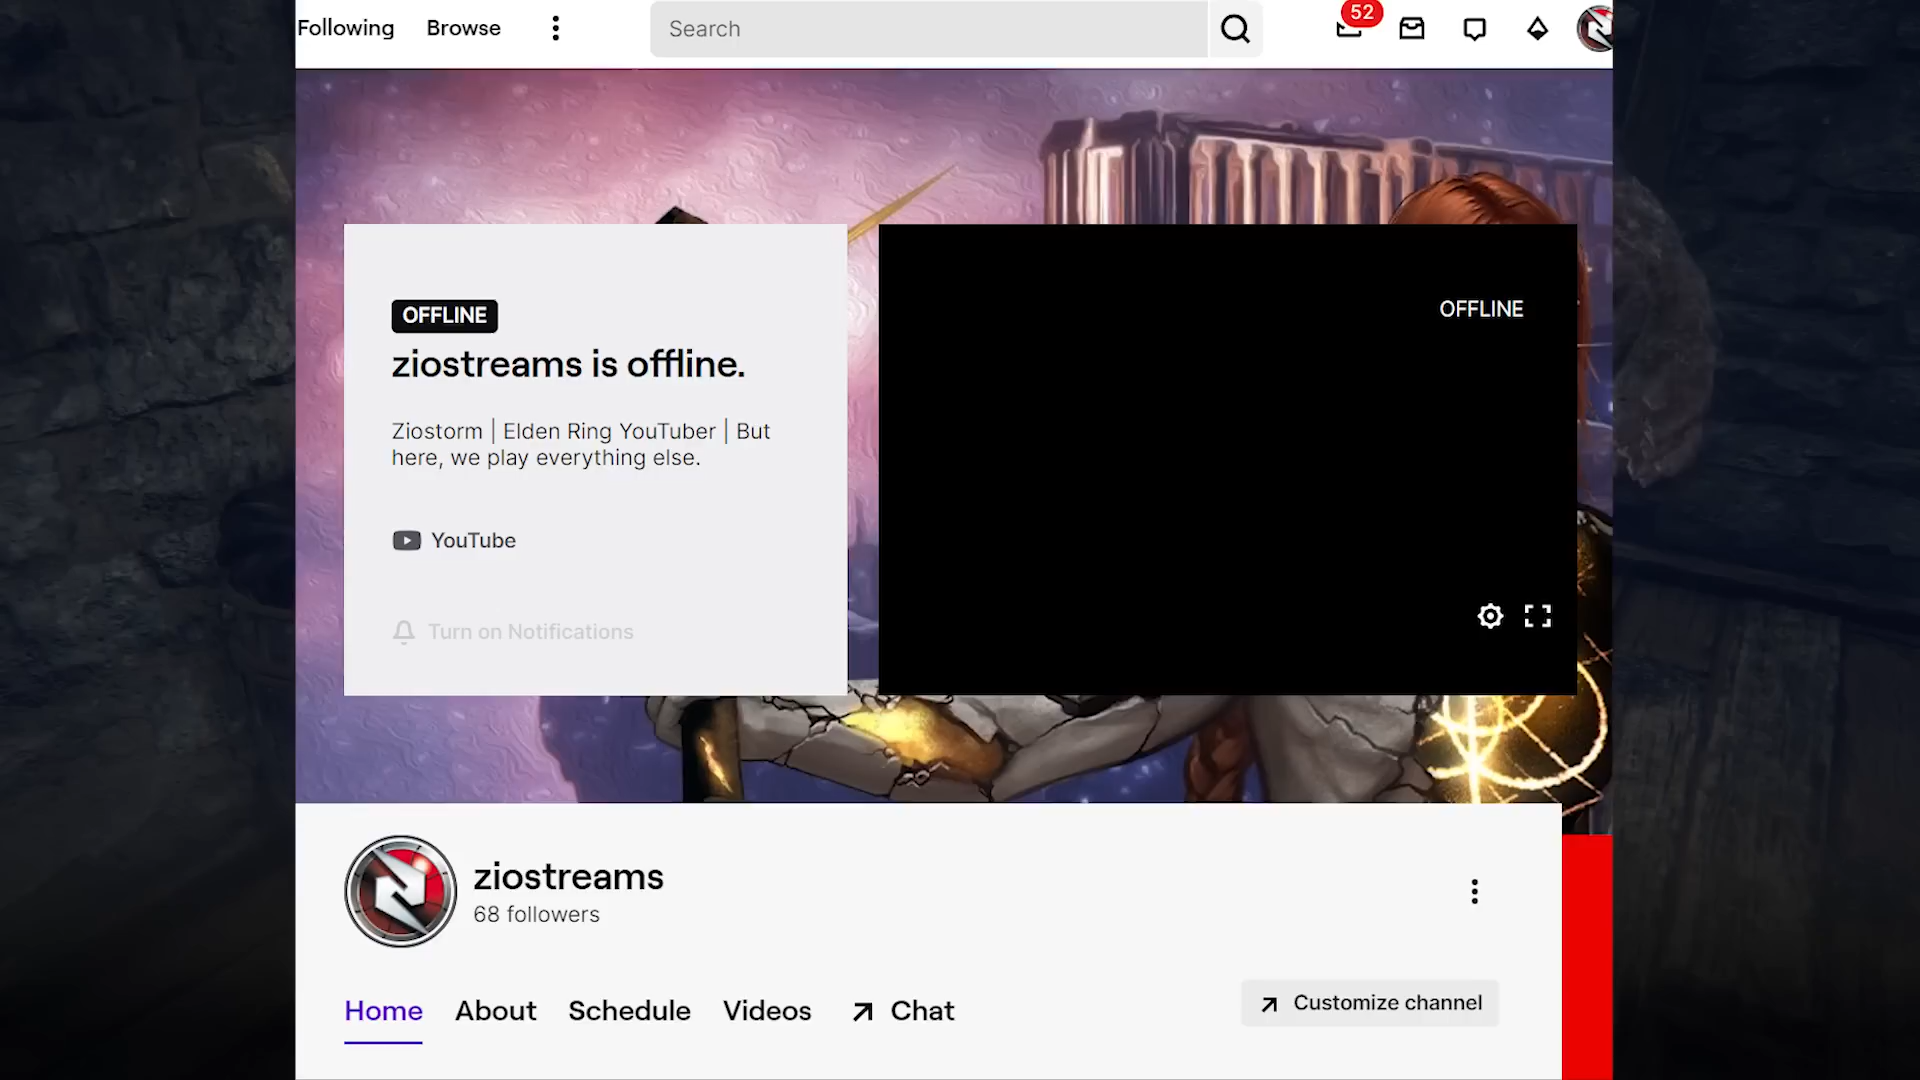 Following
Browse
Search
52
OFFLINE
ziostreams is offline.
Ziostorm | Elden Ring YouTuber | But
here, we play everything else.
YouTube
Turn on Notifications
OFFLINE
ziostreams
68 followers
Home
About
Schedule
Videos
Chat
Customize channel